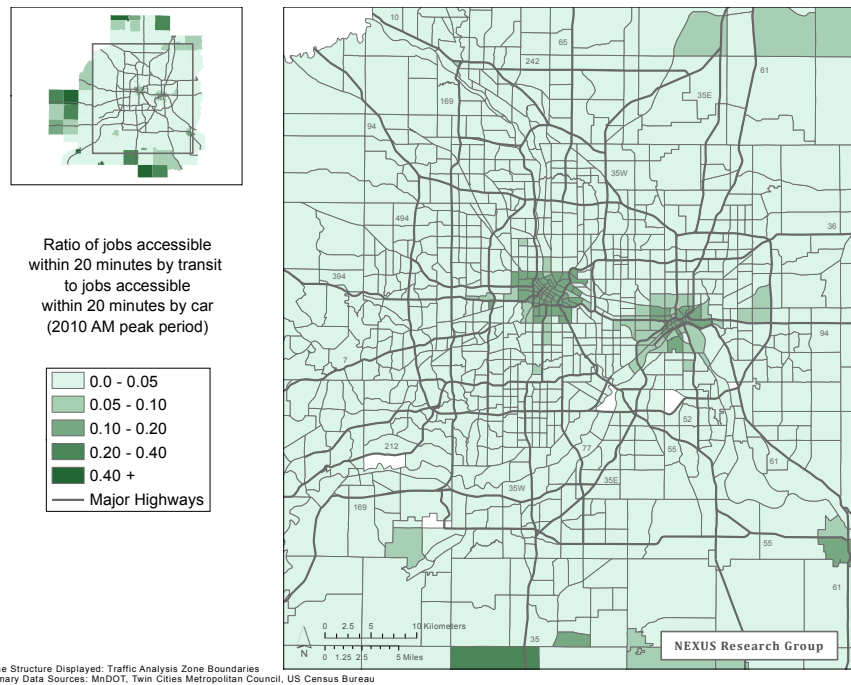 Ratio of jobs accessible
within 20 minutes by transit
to jobs accessible
within 20 minutes by car
(2010 AM peak period)
0.0 - 0.05
0.05 - 0.10
0.10 - 0.20
0.20 - 0.40
0.40 +
Major Highways
10
65
242
61
35E
169
94
35W
494
36
394
7
94
52
212
77
55
61
35W
35E
169
55
61
35
0 2.5 5 10 Kilometers
0 1.25 2.5 5 Miles
N
NEXUS Research Group
e Structure Displayed: Traffic Analysis Zone Boundaries
mary Data Sources: MnDOT, Twin Cities Metropolitan Council, US Census Bureau